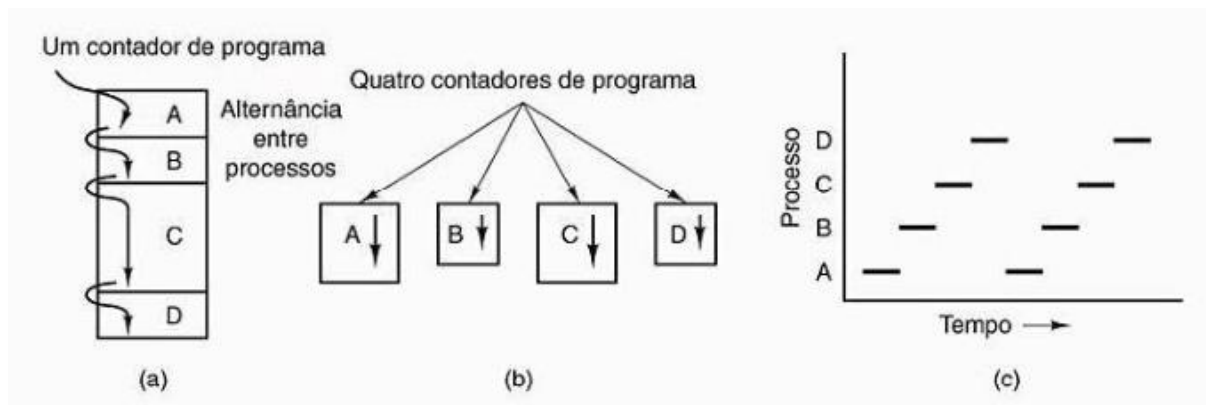 Um contador de programa
A
B
C
D
Alternância
entre
processos
(a)
Quatro contadores de programa
A
B
C
D
(b)
Processo
D
C
B
A
Tempo
(c)